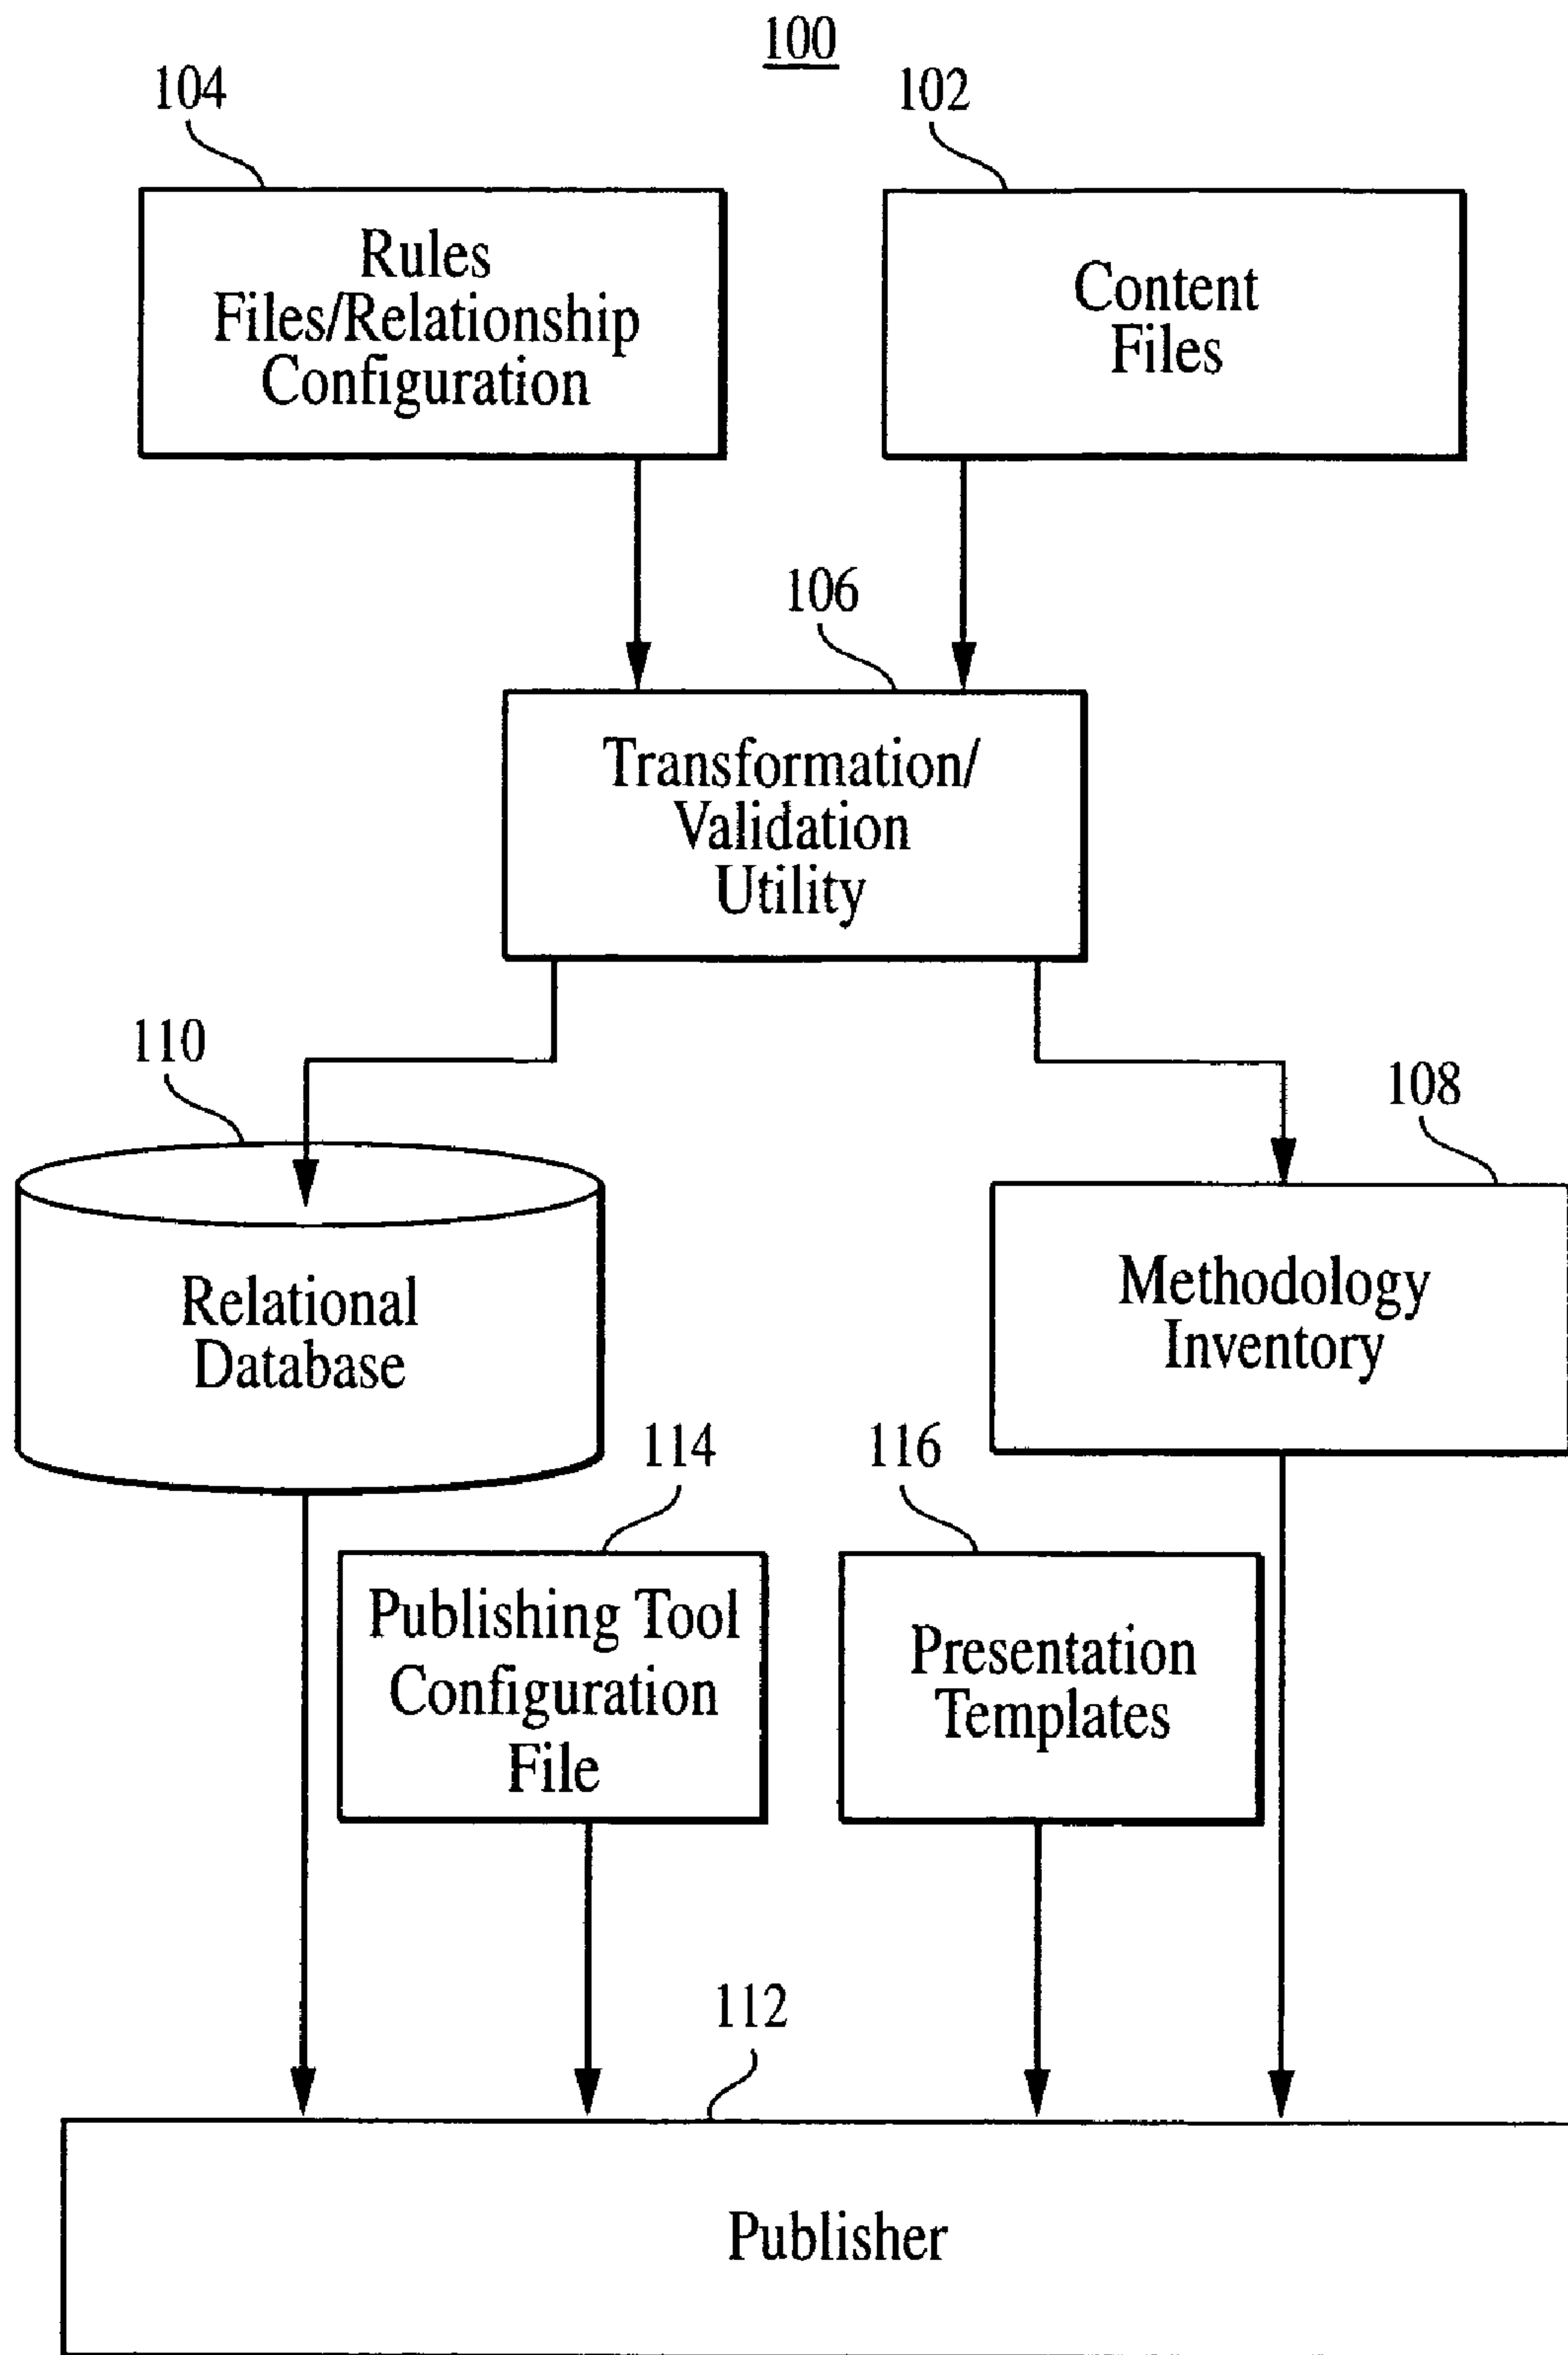 100
104
102
Rules
Files/Relationship
Configuration
Content
Files
106
Transformation/
Validation
Utility
110
108
Relational
Database
Methodology
Inventory
114
116
Publishing Tool
Configuration
File
Presentation
Templates
112
Publisher